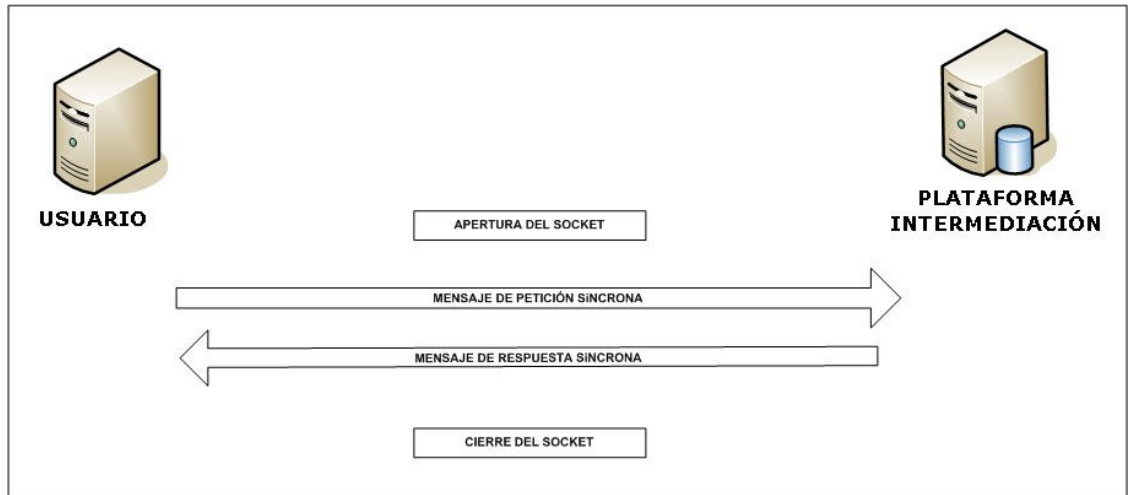 USUARIO
PLATAFORMA
INTERMEDIACIÓN
APERTURA DEL SOCKET
MENSAJE DE PETICIÓN SíNCRONA
MENSAJE DE RESPUESTA SíNCRONA
CIERRE DEL SOCKET